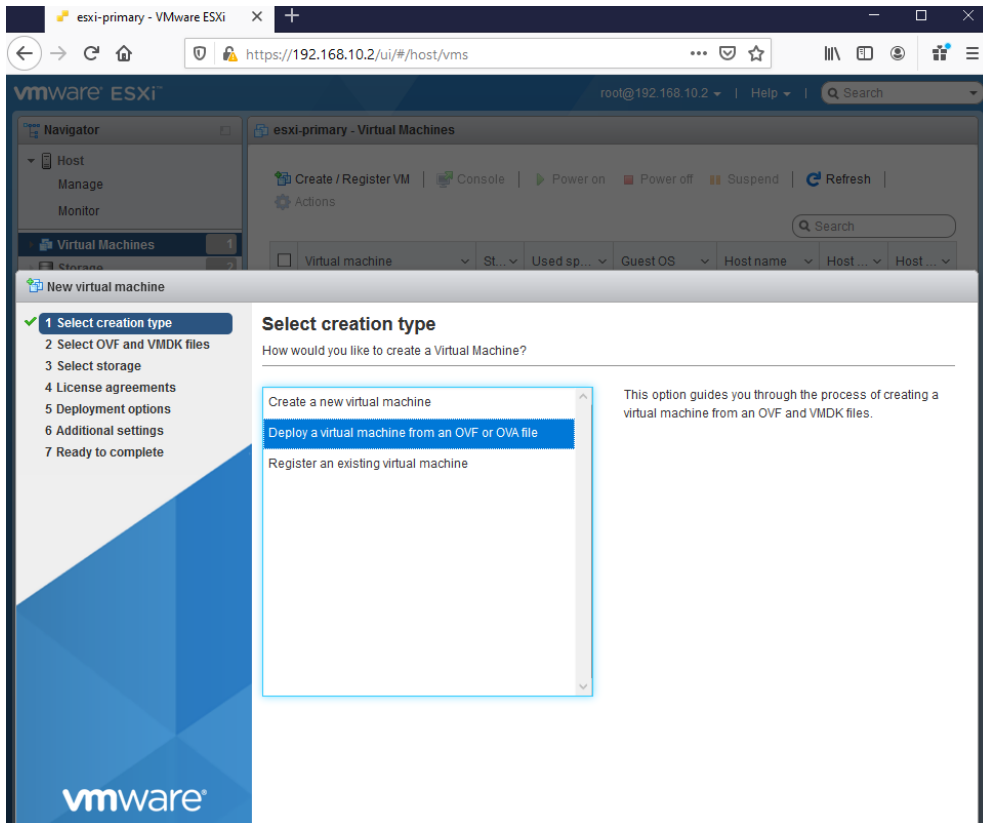 esxi-primary - VMware ESXi
https://192.168.10.2/ui/#/host/vms
vmware ESXi™
root@192.168.10.2 | Help | Search
Navigator
esxi-primary - Virtual Machines
Host
Manage
Monitor
Virtual Machines 1
Storage 2
Create / Register VM | Console | Power on Power off Suspend | Refresh |
Actions
Search
Virtual machine St... Used sp... Guest OS Host name Host ... Host ...
New virtual machine
1 Select creation type
2 Select OVF and VMDK files
3 Select storage
4 License agreements
5 Deployment options
6 Additional settings
7 Ready to complete
Select creation type
How would you like to create a Virtual Machine?
Create a new virtual machine
Deploy a virtual machine from an OVF or OVA file
Register an existing virtual machine
This option guides you through the process of creating a
virtual machine from an OVF and VMDK files.
vmware®